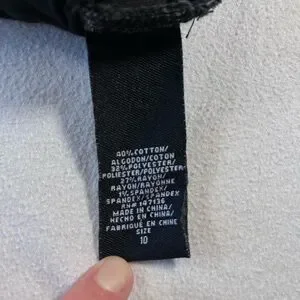 40% COTTON/
ALGODON/COTON
32% POLYESTER/
POLIESTER/POLYESTER
27% RAYON/
RAYON/RAYONNE
1% SPANDEX/
SPANDEX/SPANDEX
RN# 147136
MADE IN CHINA/
HECHO EN CHINA/
FABRIQUÉ EN CHINE
SIZE
10